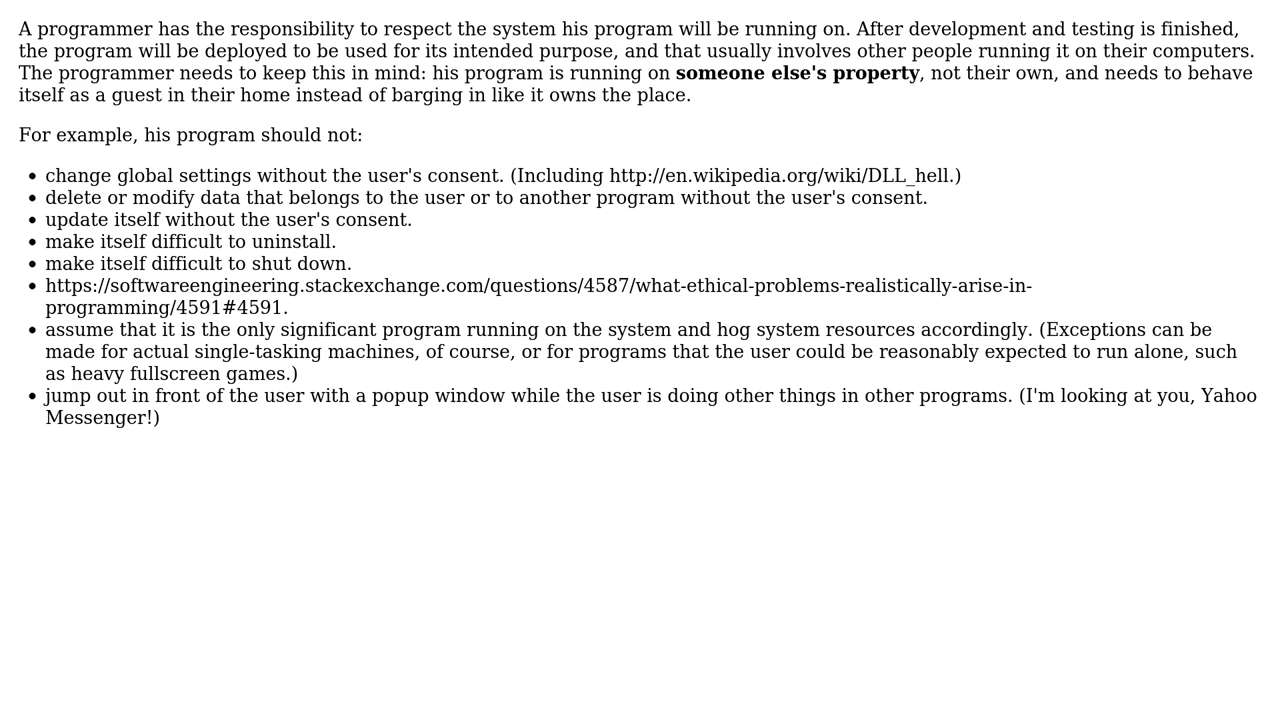 A programmer has the responsibility to respect the system his program will be running on. After development and testing is finished,
the program will be deployed to be used for its intended purpose, and that usually involves other people running it on their computers.
The programmer needs to keep this in mind: his program is running on someone else's property, not their own, and needs to behave
itself as a guest in their home instead of barging in like it owns the place.
For example, his program should not:
• change global settings without the user's consent. (Including http://en.wikipedia.org/wiki/DLL_hell.)
• delete or modify data that belongs to the user or to another program without the user's consent.
• update itself without the user's consent.
• make itself difficult to uninstall.
• make itself difficult to shut down.
• https://softwareengineering.stackexchange.com/questions/4587/what-ethical-problems-realistically-arise-in-
programming/4591#4591.
• assume that it is the only significant program running on the system and hog system resources accordingly. (Exceptions can be
made for actual single-tasking machines, of course, or for programs that the user could be reasonably expected to run alone, such
as heavy fullscreen games.)
• jump out in front of the user with a popup window while the user is doing other things in other programs. (I'm looking at you, Yahoo
Messenger!)